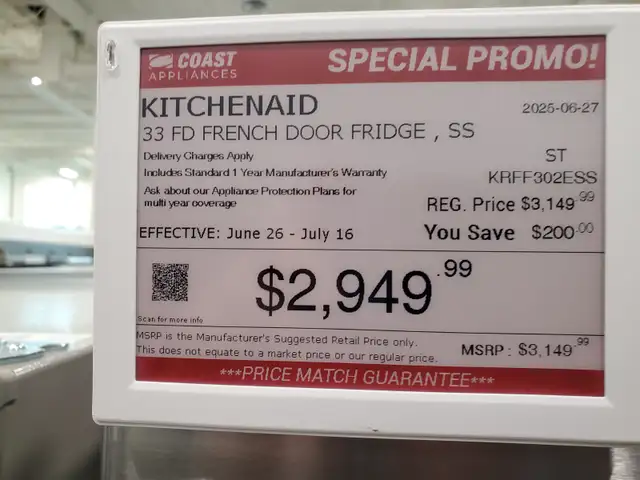 COAST
APPLIANCES
SPECIAL PROMO!
KITCHENAID
2025-06-27
33 FD FRENCH DOOR FRIDGE , SS
Delivery Charges Apply
ST
Includes Standard 1 Year Manufacturer's Warranty
KRFF302ESS
Ask about our Appliance Protection Plans for
multi year coverage
REG. Price $3,149.99
EFFECTIVE: June 26 - July 16
You Save $200.00
$2,949.99
Scan for more info
MSRP is the Manufacturer's Suggested Retail Price only.
This does not equate to a market price or our regular price.
MSRP : $3,149.99
***PRICE MATCH GUARANTEE***